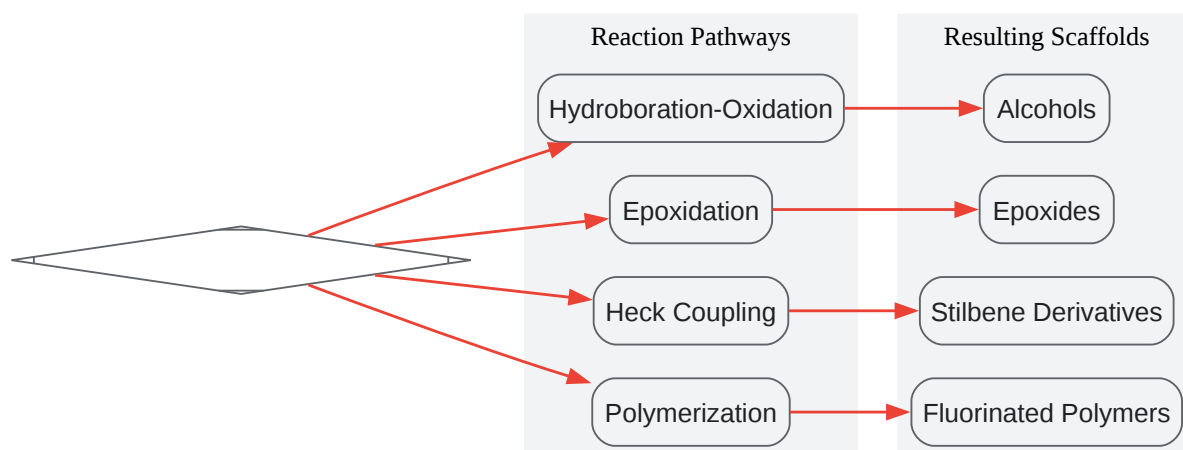 Reaction Pathways
Resulting Scaffolds
Hydroboration-Oxidation
Alcohols
Epoxidation
Epoxides
Heck Coupling
Stilbene Derivatives
Polymerization
Fluorinated Polymers